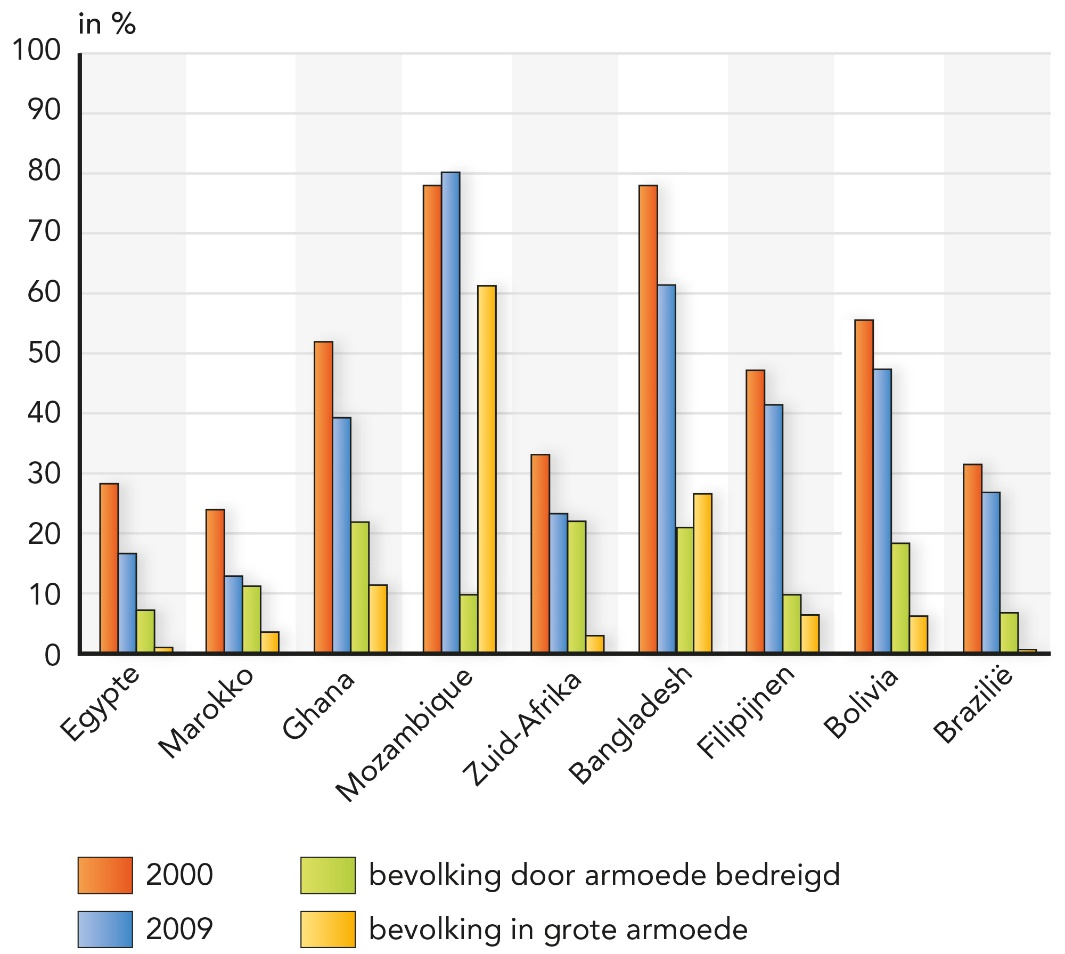 in %
100
90
80
70
60
50
40
30
20
10
0
Egypte
Marokko
Ghana
Mozambique
Zuid-Afrika
Bangladesh
Filipijnen
Bolivia
Brazilië
2000
bevolking door armoede bedreigd
2009
bevolking in grote armoede